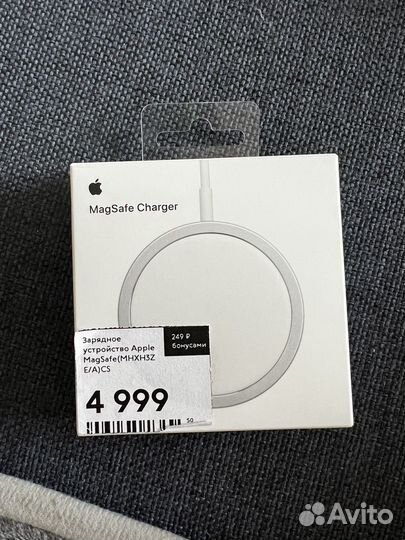 MagSafe Charger
Зарядное
устройство Apple
MagSafe(MHXH3Z
E/A)CS
249 ₽
бонусами
4 999
50
Avito